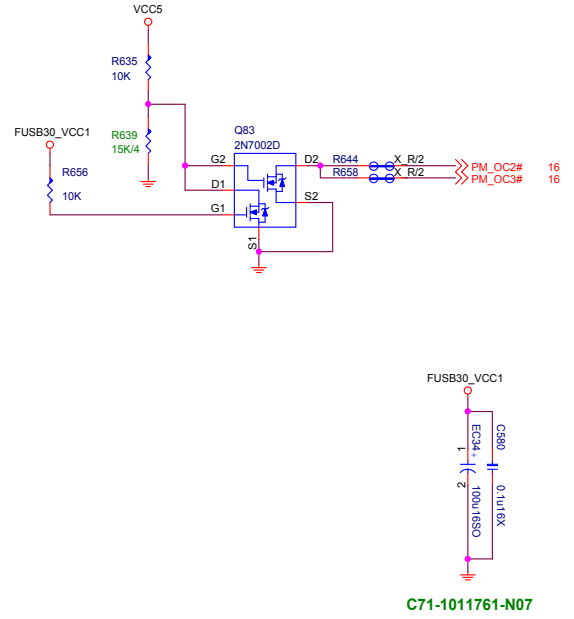 VCC5
R635
10K
FUSB30_VCC1
R639
15K/4
Q83
2N7002D
R656
10K
G2
D2
R644
X_R/2
PM_OC2#
16
R658
X_R/2
PM_OC3#
16
D1
S2
G1
S1
FUSB30_VCC1
1
EC34
+
C580
2
100u16SO
0.1u16X
C71-1011761-N07